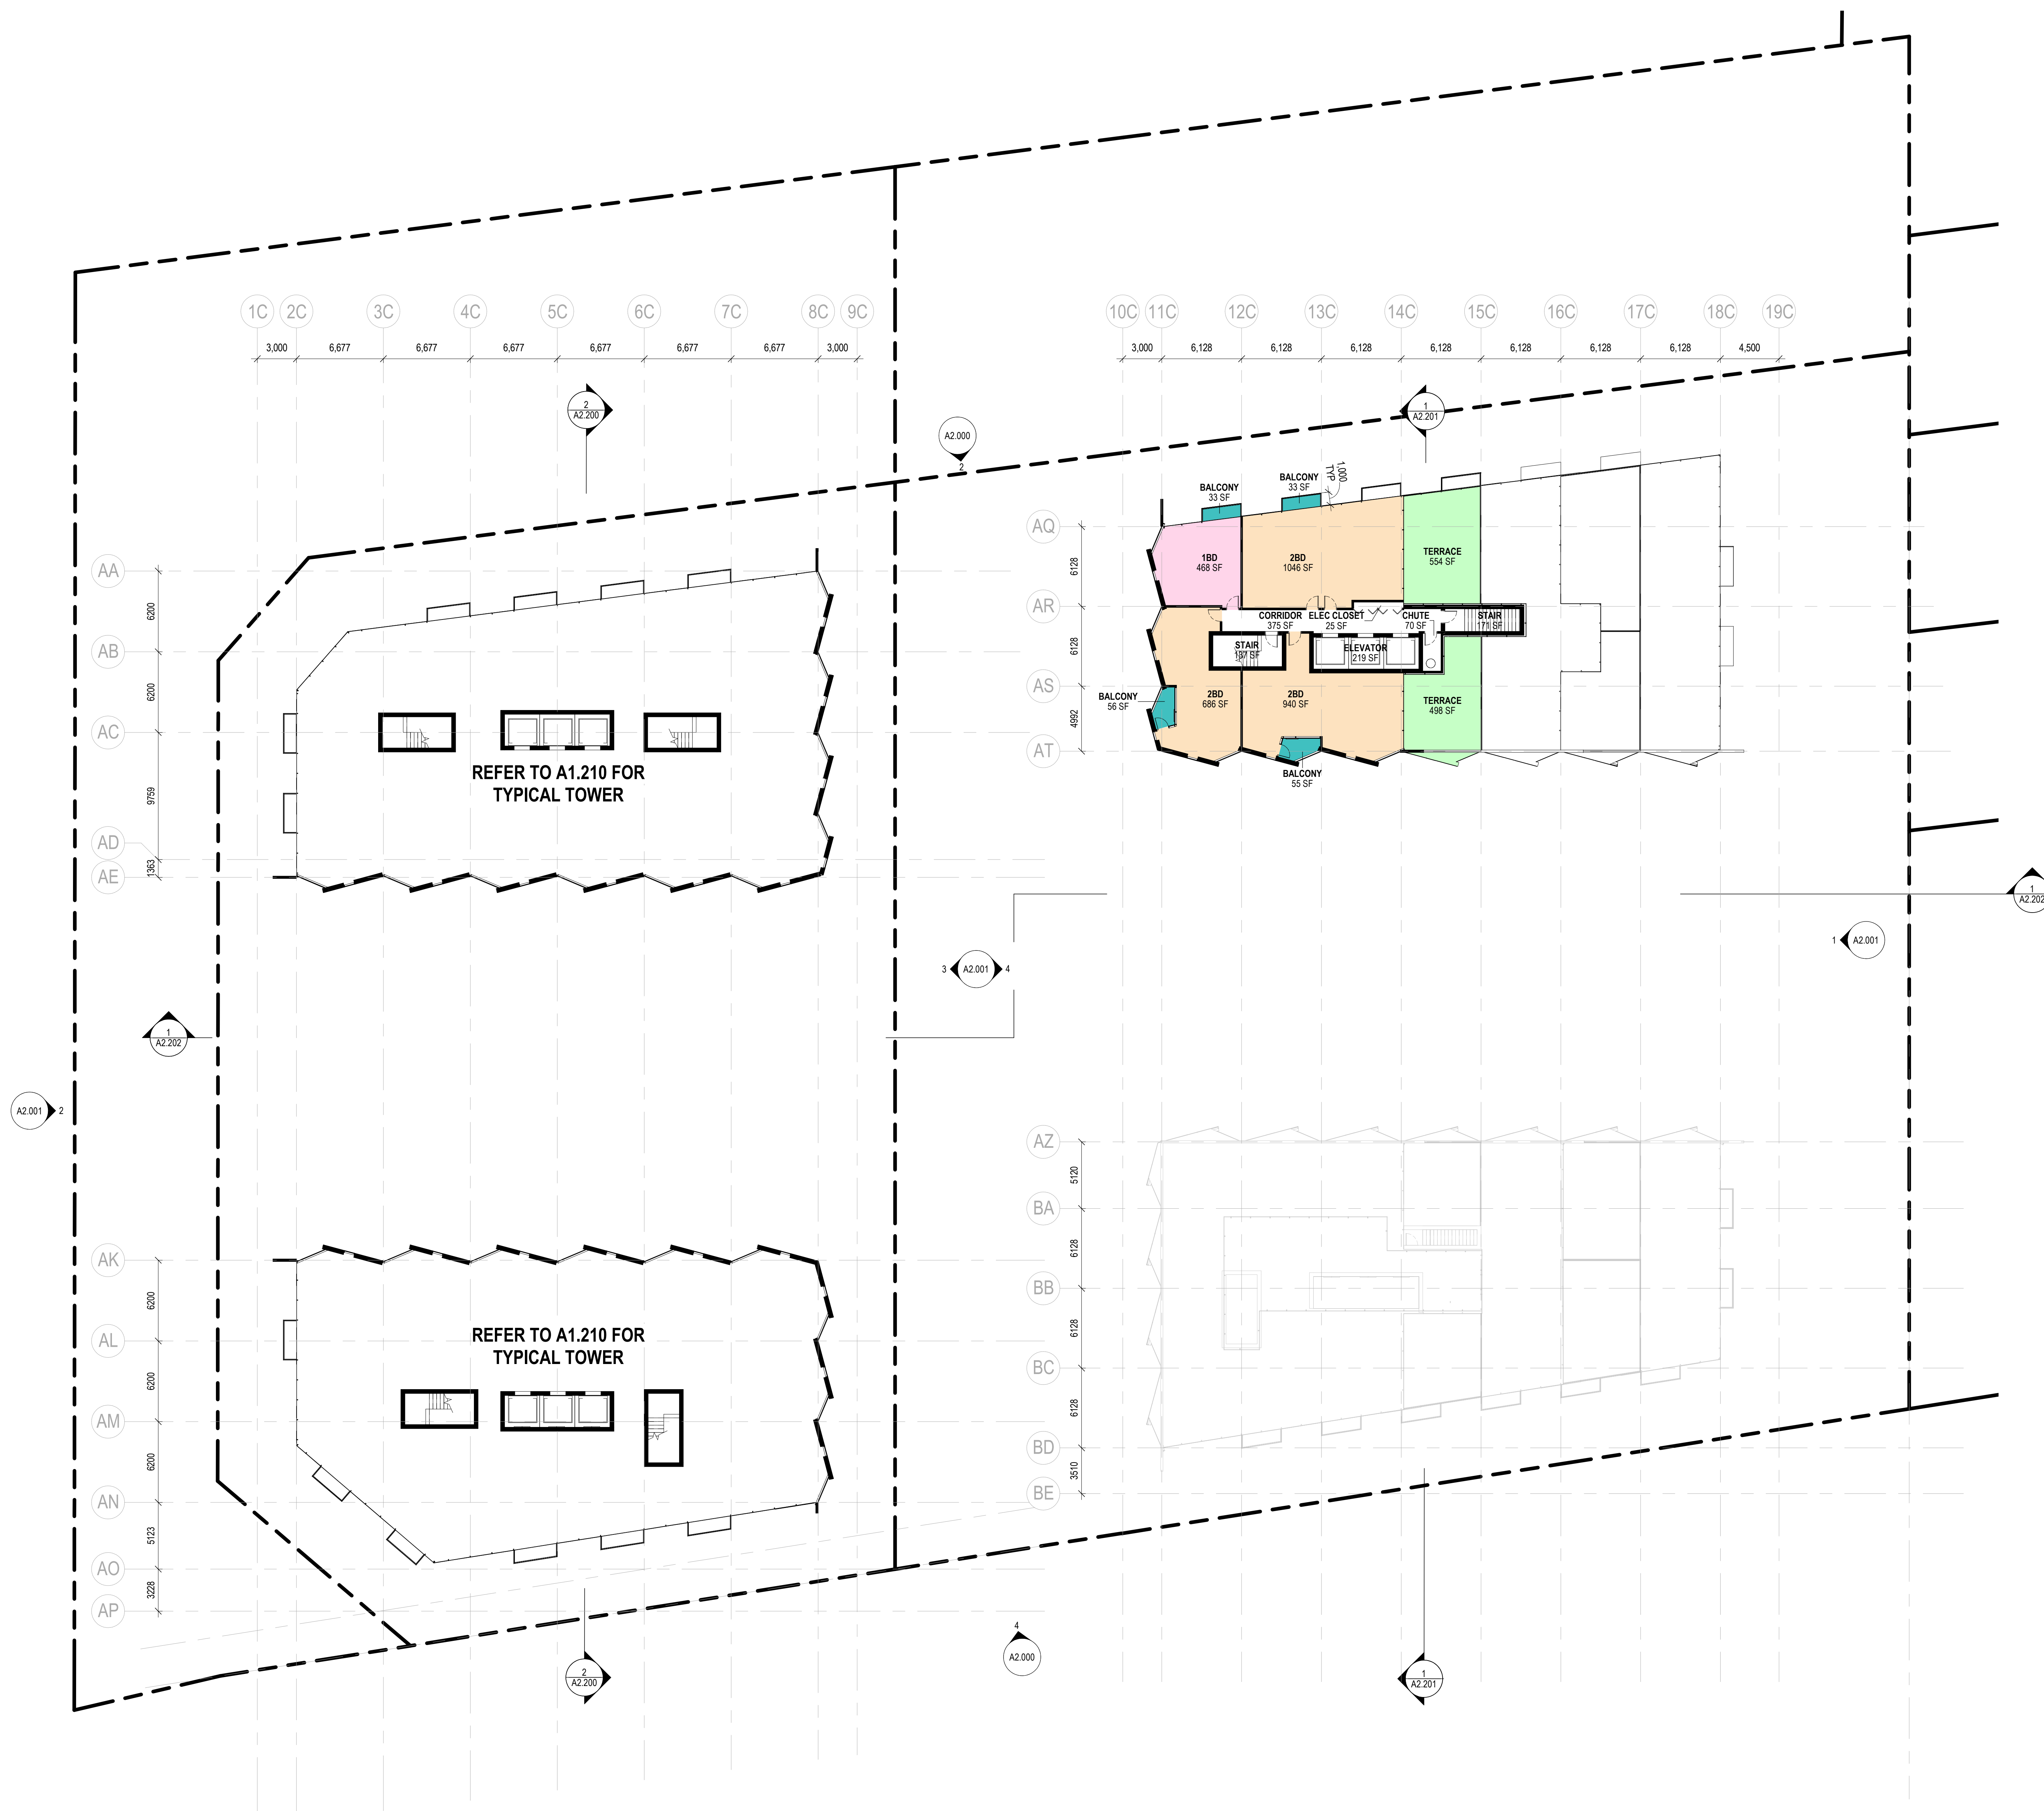 1C 2C 3C 4C 5C 6C 7C 8C 9C
3,000 6,677 6,677 6,677 6,677 6,677 6,677 3,000
10C 11C 12C 13C 14C 15C 16C 17C 18C 19C
3,000 6,128 6,128 6,128 6,128 6,128 6,128 6,128 4,500
2
A2.200
1
A2.201
A2.000
2
AA
6200
AB
6200
AC
9759
AD
1363
AE
REFER TO A1.210 FOR
TYPICAL TOWER
AQ
6128
AR
6128
AS
4992
AT
BALCONY
33 SF
BALCONY
33 SF
1,000
TYP
1BD
468 SF
2BD
1046 SF
TERRACE
554 SF
CORRIDOR
375 SF
ELEC CLOSET
25 SF
CHUTE
70 SF
STAIR
171 SF
STAIR
187 SF
ELEVATOR
219 SF
BALCONY
56 SF
2BD
686 SF
2BD
940 SF
TERRACE
498 SF
BALCONY
55 SF
1
A2.202
1
A2.001
3
A2.001
4
1
A2.202
A2.001
2
AK
6200
AL
6200
AM
6200
AN
5123
AO
3228
AP
REFER TO A1.210 FOR
TYPICAL TOWER
AZ
5120
BA
6128
BB
6128
BC
6128
BD
3510
BE
4
A2.000
2
A2.200
1
A2.201